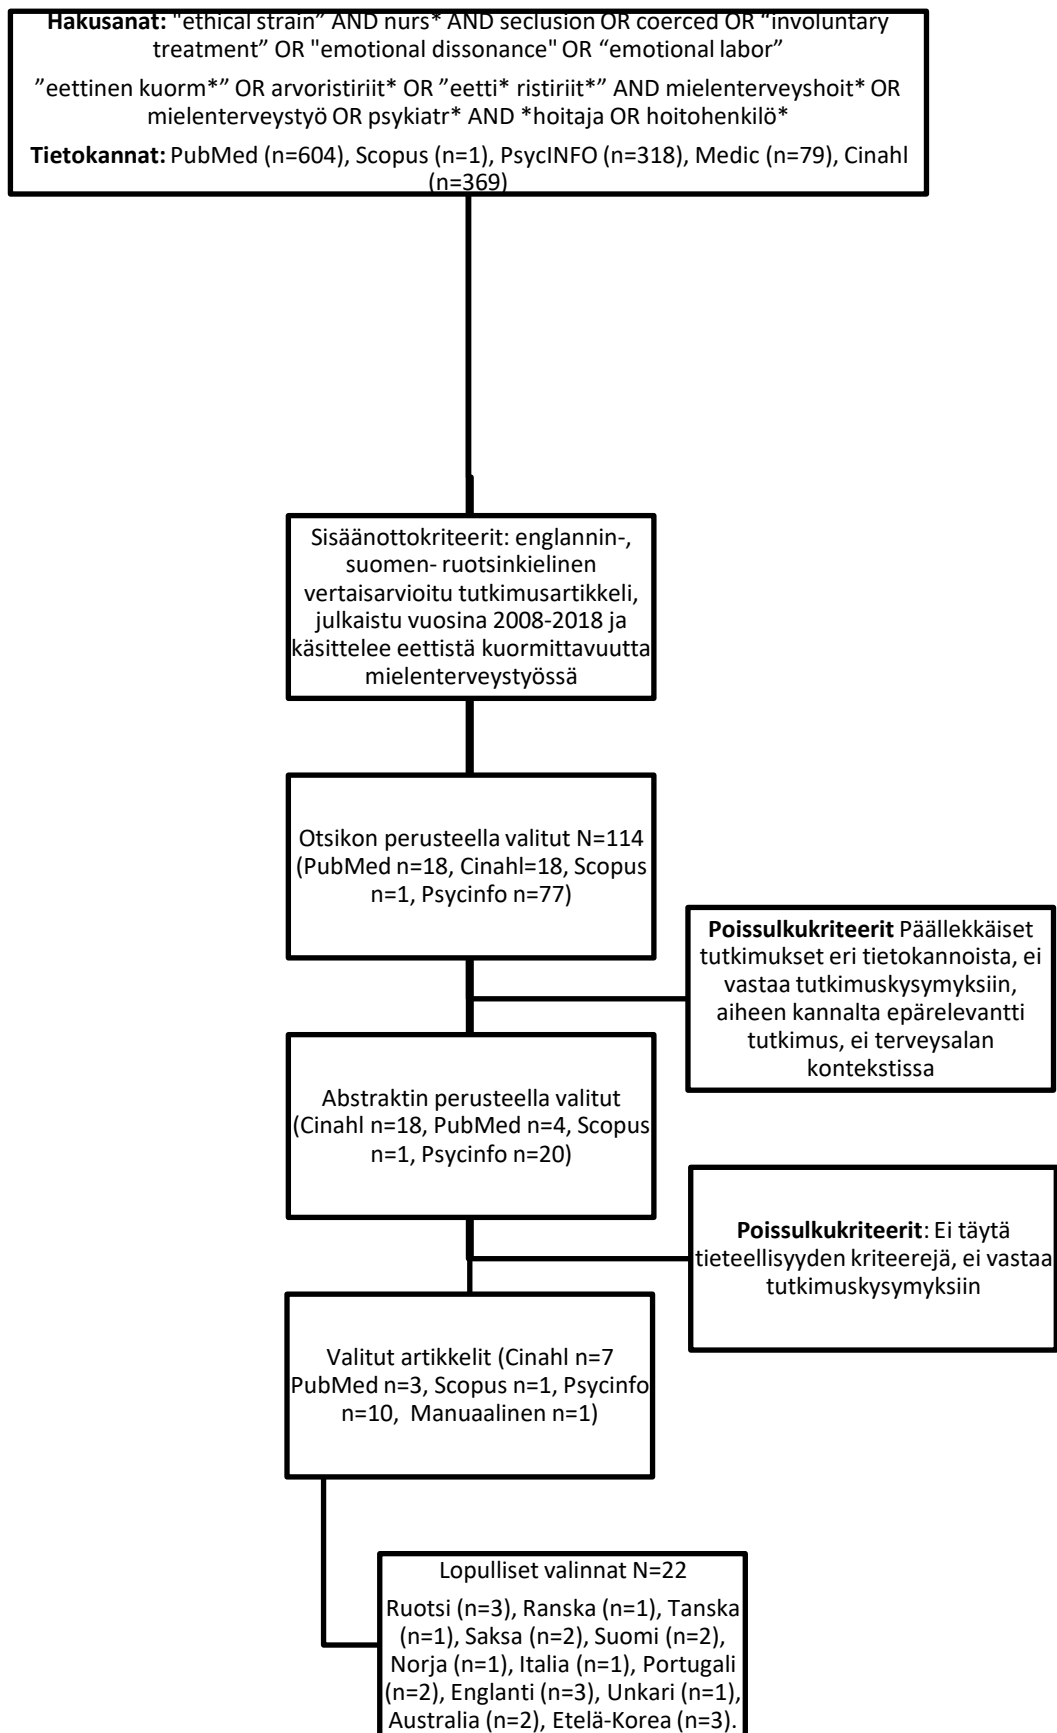 Hakusanat: "ethical strain” AND nurs* AND seclusion OR coerced OR “involuntary
treatment” OR "emotional dissonance" OR “emotional labor”
”eettinen kuorm*” OR arvoristiriit* OR ”eetti* ristiriit*” AND mielenterveyshoit* OR
mielenterveystyö OR psykiatr* AND *hoitaja OR hoitohenkilö*
Tietokannat: PubMed (n=604), Scopus (n=1), PsycINFO (n=318), Medic (n=79), Cinahl
(n=369)
Sisäänottokriteerit: englannin-,
suomen- ruotsinkielinen
vertaisarvioitu tutkimusartikkeli,
julkaistu vuosina 2008-2018 ja
käsittelee eettistä kuormittavuutta
mielenterveystyössä
Otsikon perusteella valitut N=114
(PubMed n=18, Cinahl=18, Scopus
n=1, Psycinfo n=77)
Poissulkukriteerit Päällekkäiset
tutkimukset eri tietokannoista, ei
vastaa tutkimuskysymyksiin,
aiheen kannalta epärelevantti
tutkimus, ei terveysalan
kontekstissa
Abstraktin perusteella valitut
(Cinahl n=18, PubMed n=4, Scopus
n=1, Psycinfo n=20)
Poissulkukriteerit: Ei täytä
tieteellisyyden kriteerejä, ei vastaa
tutkimuskysymyksiin
Valitut artikkelit (Cinahl n=7
PubMed n=3, Scopus n=1, Psycinfo
n=10, Manuaalinen n=1)
Lopulliset valinnat N=22
Ruotsi (n=3), Ranska (n=1), Tanska
(n=1), Saksa (n=2), Suomi (n=2),
Norja (n=1), Italia (n=1), Portugali
(n=2), Englanti (n=3), Unkari (n=1),
Australia (n=2), Etelä-Korea (n=3).